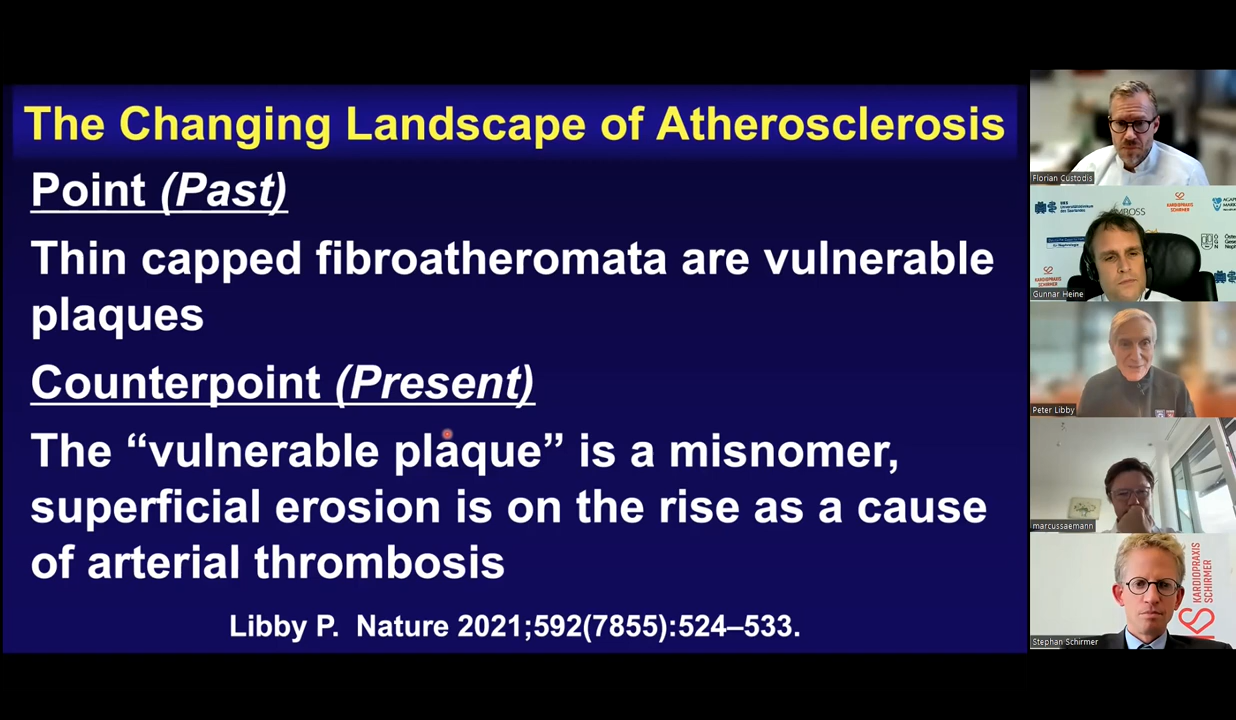 The Changing Landscape of Atherosclerosis
Point (Past)
Thin capped fibroatheromata are vulnerable
plaques
Counterpoint (Present)
The “vulnerable plaque” is a misnomer,
superficial erosion is on the rise as a cause
of arterial thrombosis
Libby P. Nature 2021;592(7855):524–533.
Florian Custodis
KARDIOPRAXIS
SCHIRMER
Gunnar Heine
Peter Libby
marcussaemann
KARDIOPRAXIS
SCHIRMER
Stephan Schirmer